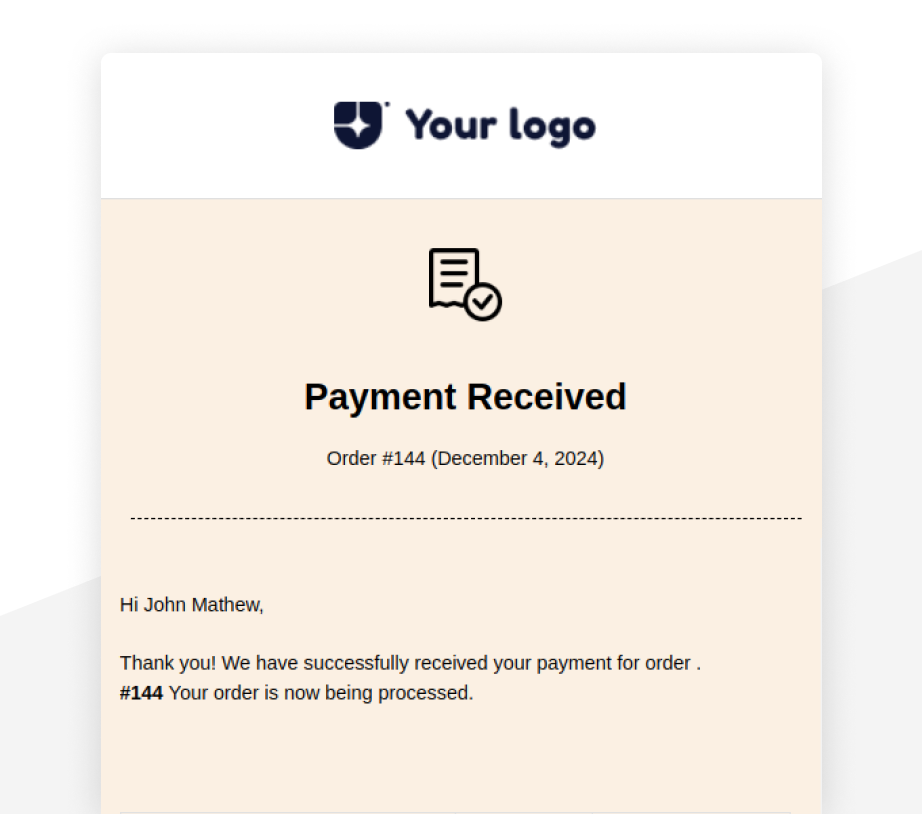 Your logo
Payment Received
Order #144 (December 4, 2024)
Hi John Mathew,
Thank you! We have successfully received your payment for order .
#144 Your order is now being processed.